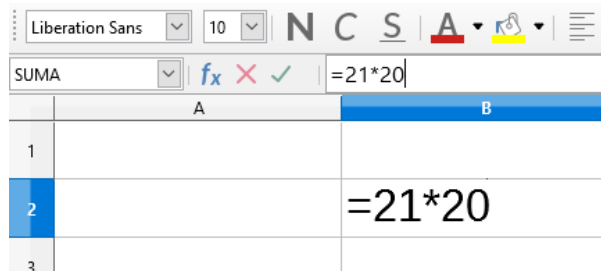 Liberation Sans 10 N C S A
SUMA fx =21*20
A B
1
2 =21*20
3